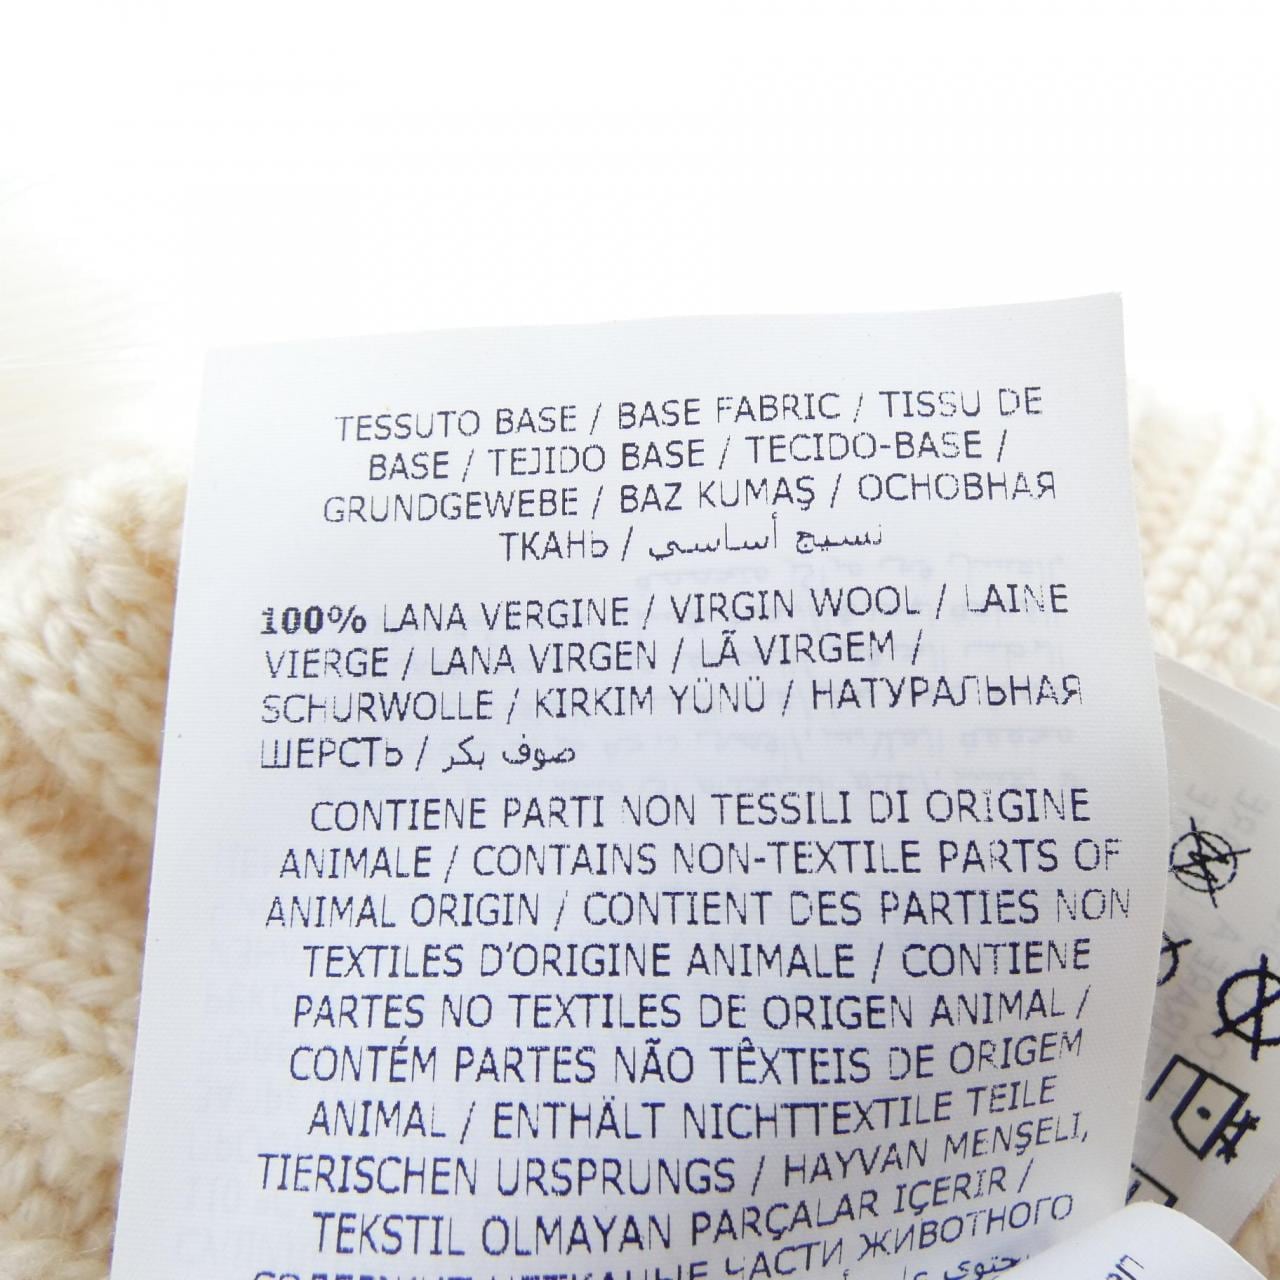 TESSUTO BASE / BASE FABRIC / TISSU DE
BASE / TEJIDO BASE / TECIDO-BASE /
GRUNDGEWEBE / BAZ KUMAŞ / ОСНОВНАЯ
ТКАНЬ / نسيج أساسي
100% LANA VERGINE / VIRGIN WOOL / LAINE
VIERGE / LANA VIRGEN / LÃ VIRGEM /
SCHURWOLLE / KIRKIM YÜNÜ / НАТУРАЛЬНАЯ
ШЕРСТЬ / صوف بكر
CONTIENE PARTI NON TESSILI DI ORIGINE
ANIMALE / CONTAINS NON-TEXTILE PARTS OF
ANIMAL ORIGIN / CONTIENT DES PARTIES NON
TEXTILES D'ORIGINE ANIMALE / CONTIENE
PARTES NO TEXTILES DE ORIGEN ANIMAL /
CONTÉM PARTES NÃO TÊXTEIS DE ORIGEM
ANIMAL / ENTHÄLT NICHTTEXTILE TEILE
TIERISCHEN URSPRUNGS / HAYVAN MENŞELI,
TEKSTIL OLMAYAN PARÇALAR IÇERIR /
ЧАСТИ ЖИВОТНОГО